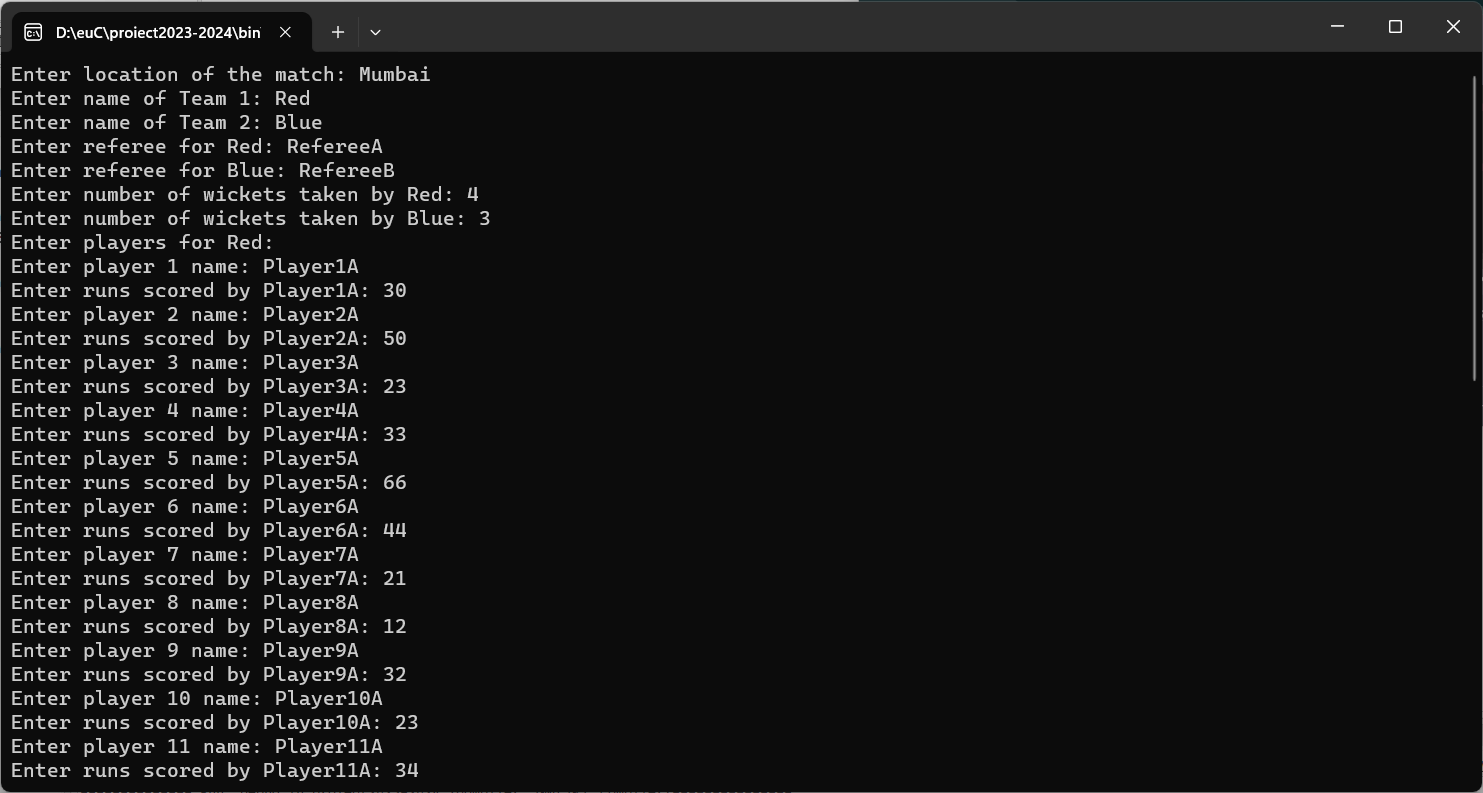 D:\euC\proiect2023-2024\bin
Enter location of the match: Mumbai
Enter name of Team 1: Red
Enter name of Team 2: Blue
Enter referee for Red: RefereeA
Enter referee for Blue: RefereeB
Enter number of wickets taken by Red: 4
Enter number of wickets taken by Blue: 3
Enter players for Red:
Enter player 1 name: Player1A
Enter runs scored by Player1A: 30
Enter player 2 name: Player2A
Enter runs scored by Player2A: 50
Enter player 3 name: Player3A
Enter runs scored by Player3A: 23
Enter player 4 name: Player4A
Enter runs scored by Player4A: 33
Enter player 5 name: Player5A
Enter runs scored by Player5A: 66
Enter player 6 name: Player6A
Enter runs scored by Player6A: 44
Enter player 7 name: Player7A
Enter runs scored by Player7A: 21
Enter player 8 name: Player8A
Enter runs scored by Player8A: 12
Enter player 9 name: Player9A
Enter runs scored by Player9A: 32
Enter player 10 name: Player10A
Enter runs scored by Player10A: 23
Enter player 11 name: Player11A
Enter runs scored by Player11A: 34